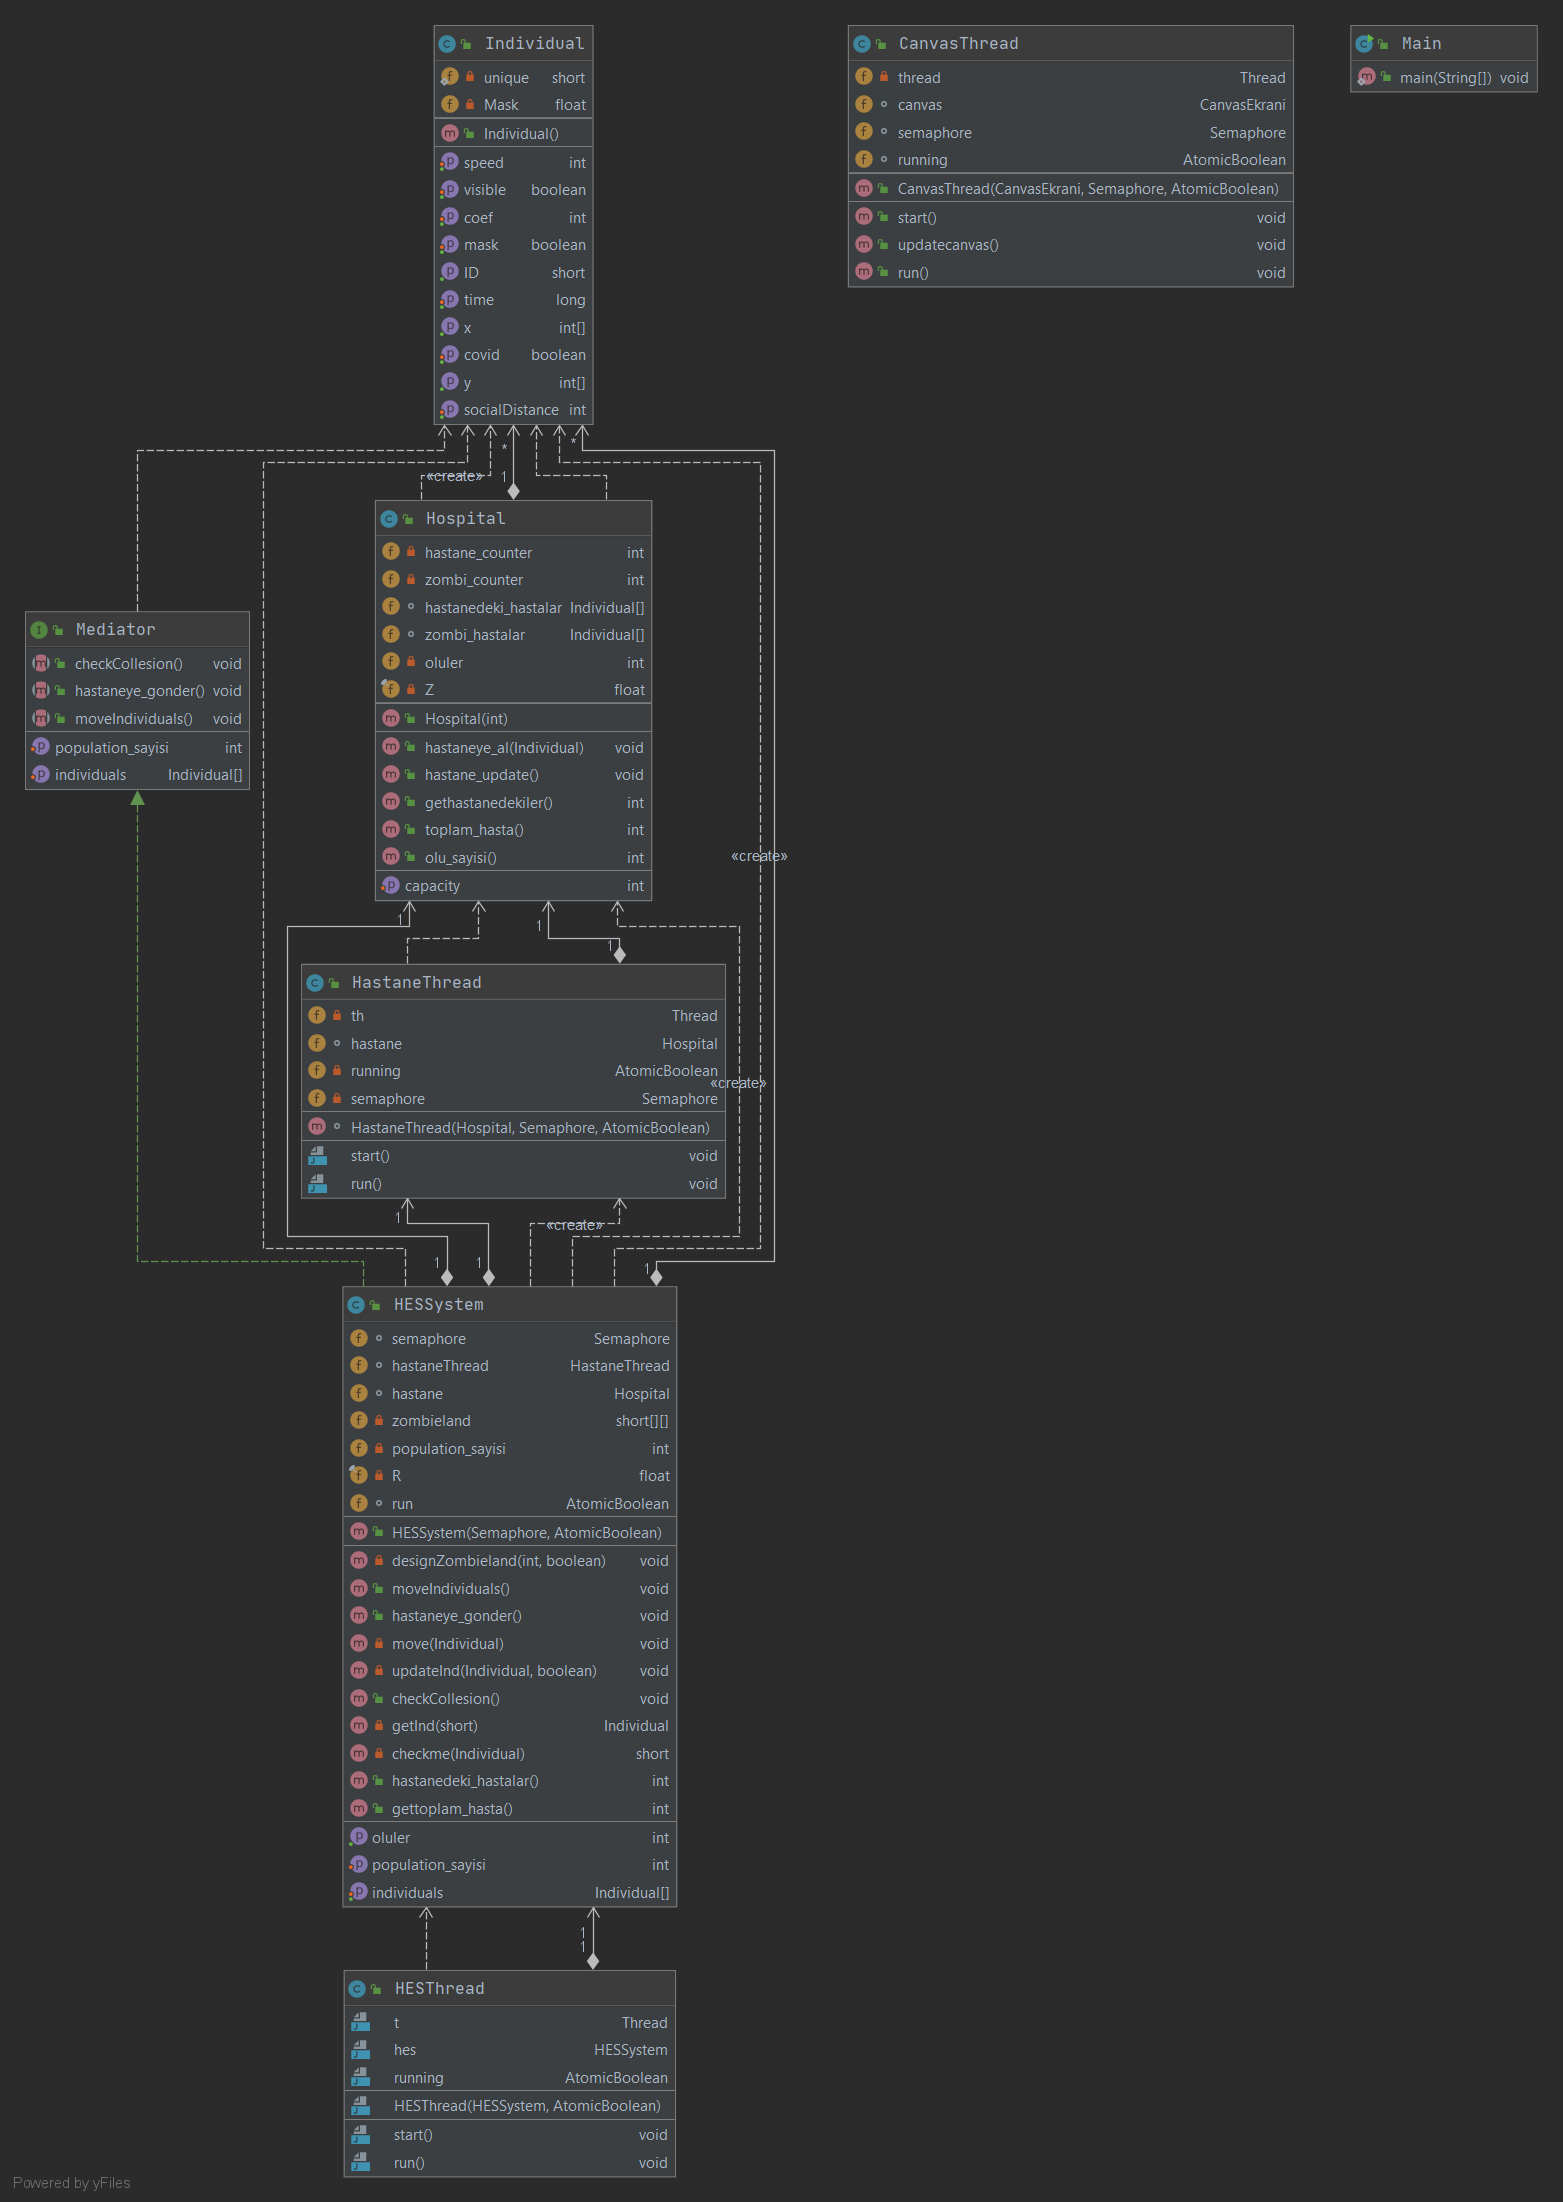 Individual
unique short
Mask float
Individual()
speed int
visible boolean
coef int
mask boolean
ID short
time long
x int[]
covid boolean
y int[]
socialDistance int
CanvasThread
thread Thread
canvas CanvasEkrani
semaphore Semaphore
running AtomicBoolean
CanvasThread(CanvasEkrani, Semaphore, AtomicBoolean)
start() void
updatecanvas() void
run() void
Main
main(String[]) void
* *
«create» 1
Hospital
hastane_counter int
zombi_counter int
hastanedeki_hastalar Individual[]
zombi_hastalar Individual[]
oluler int
Z float
Hospital(int)
hastaneye_al(Individual) void
hastane_update() void
gethastanedekiler() int
toplam_hasta() int
olu_sayisi() int
capacity int
Mediator
checkCollesion() void
hastaneye_gonder() void
moveIndividuals() void
population_sayisi int
individuals Individual[]
«create»
1 1
1
HastaneThread
th Thread
hastane Hospital
running AtomicBoolean
semaphore Semaphore
HastaneThread(Hospital, Semaphore, AtomicBoolean)
start() void
run() void
«create»
1
«create»
1 1 1
HESSystem
semaphore Semaphore
hastaneThread HastaneThread
hastane Hospital
zombieland short[][]
population_sayisi int
R float
run AtomicBoolean
HESSystem(Semaphore, AtomicBoolean)
designZombieland(int, boolean) void
moveIndividuals() void
hastaneye_gonder() void
move(Individual) void
updateInd(Individual, boolean) void
checkCollesion() void
getInd(short) Individual
checkme(Individual) short
hastanedeki_hastalar() int
gettoplam_hasta() int
oluler int
population_sayisi int
individuals Individual[]
1
1
HESThread
t Thread
hes HESSystem
running AtomicBoolean
HESThread(HESSystem, AtomicBoolean)
start() void
run() void
Powered by yFiles